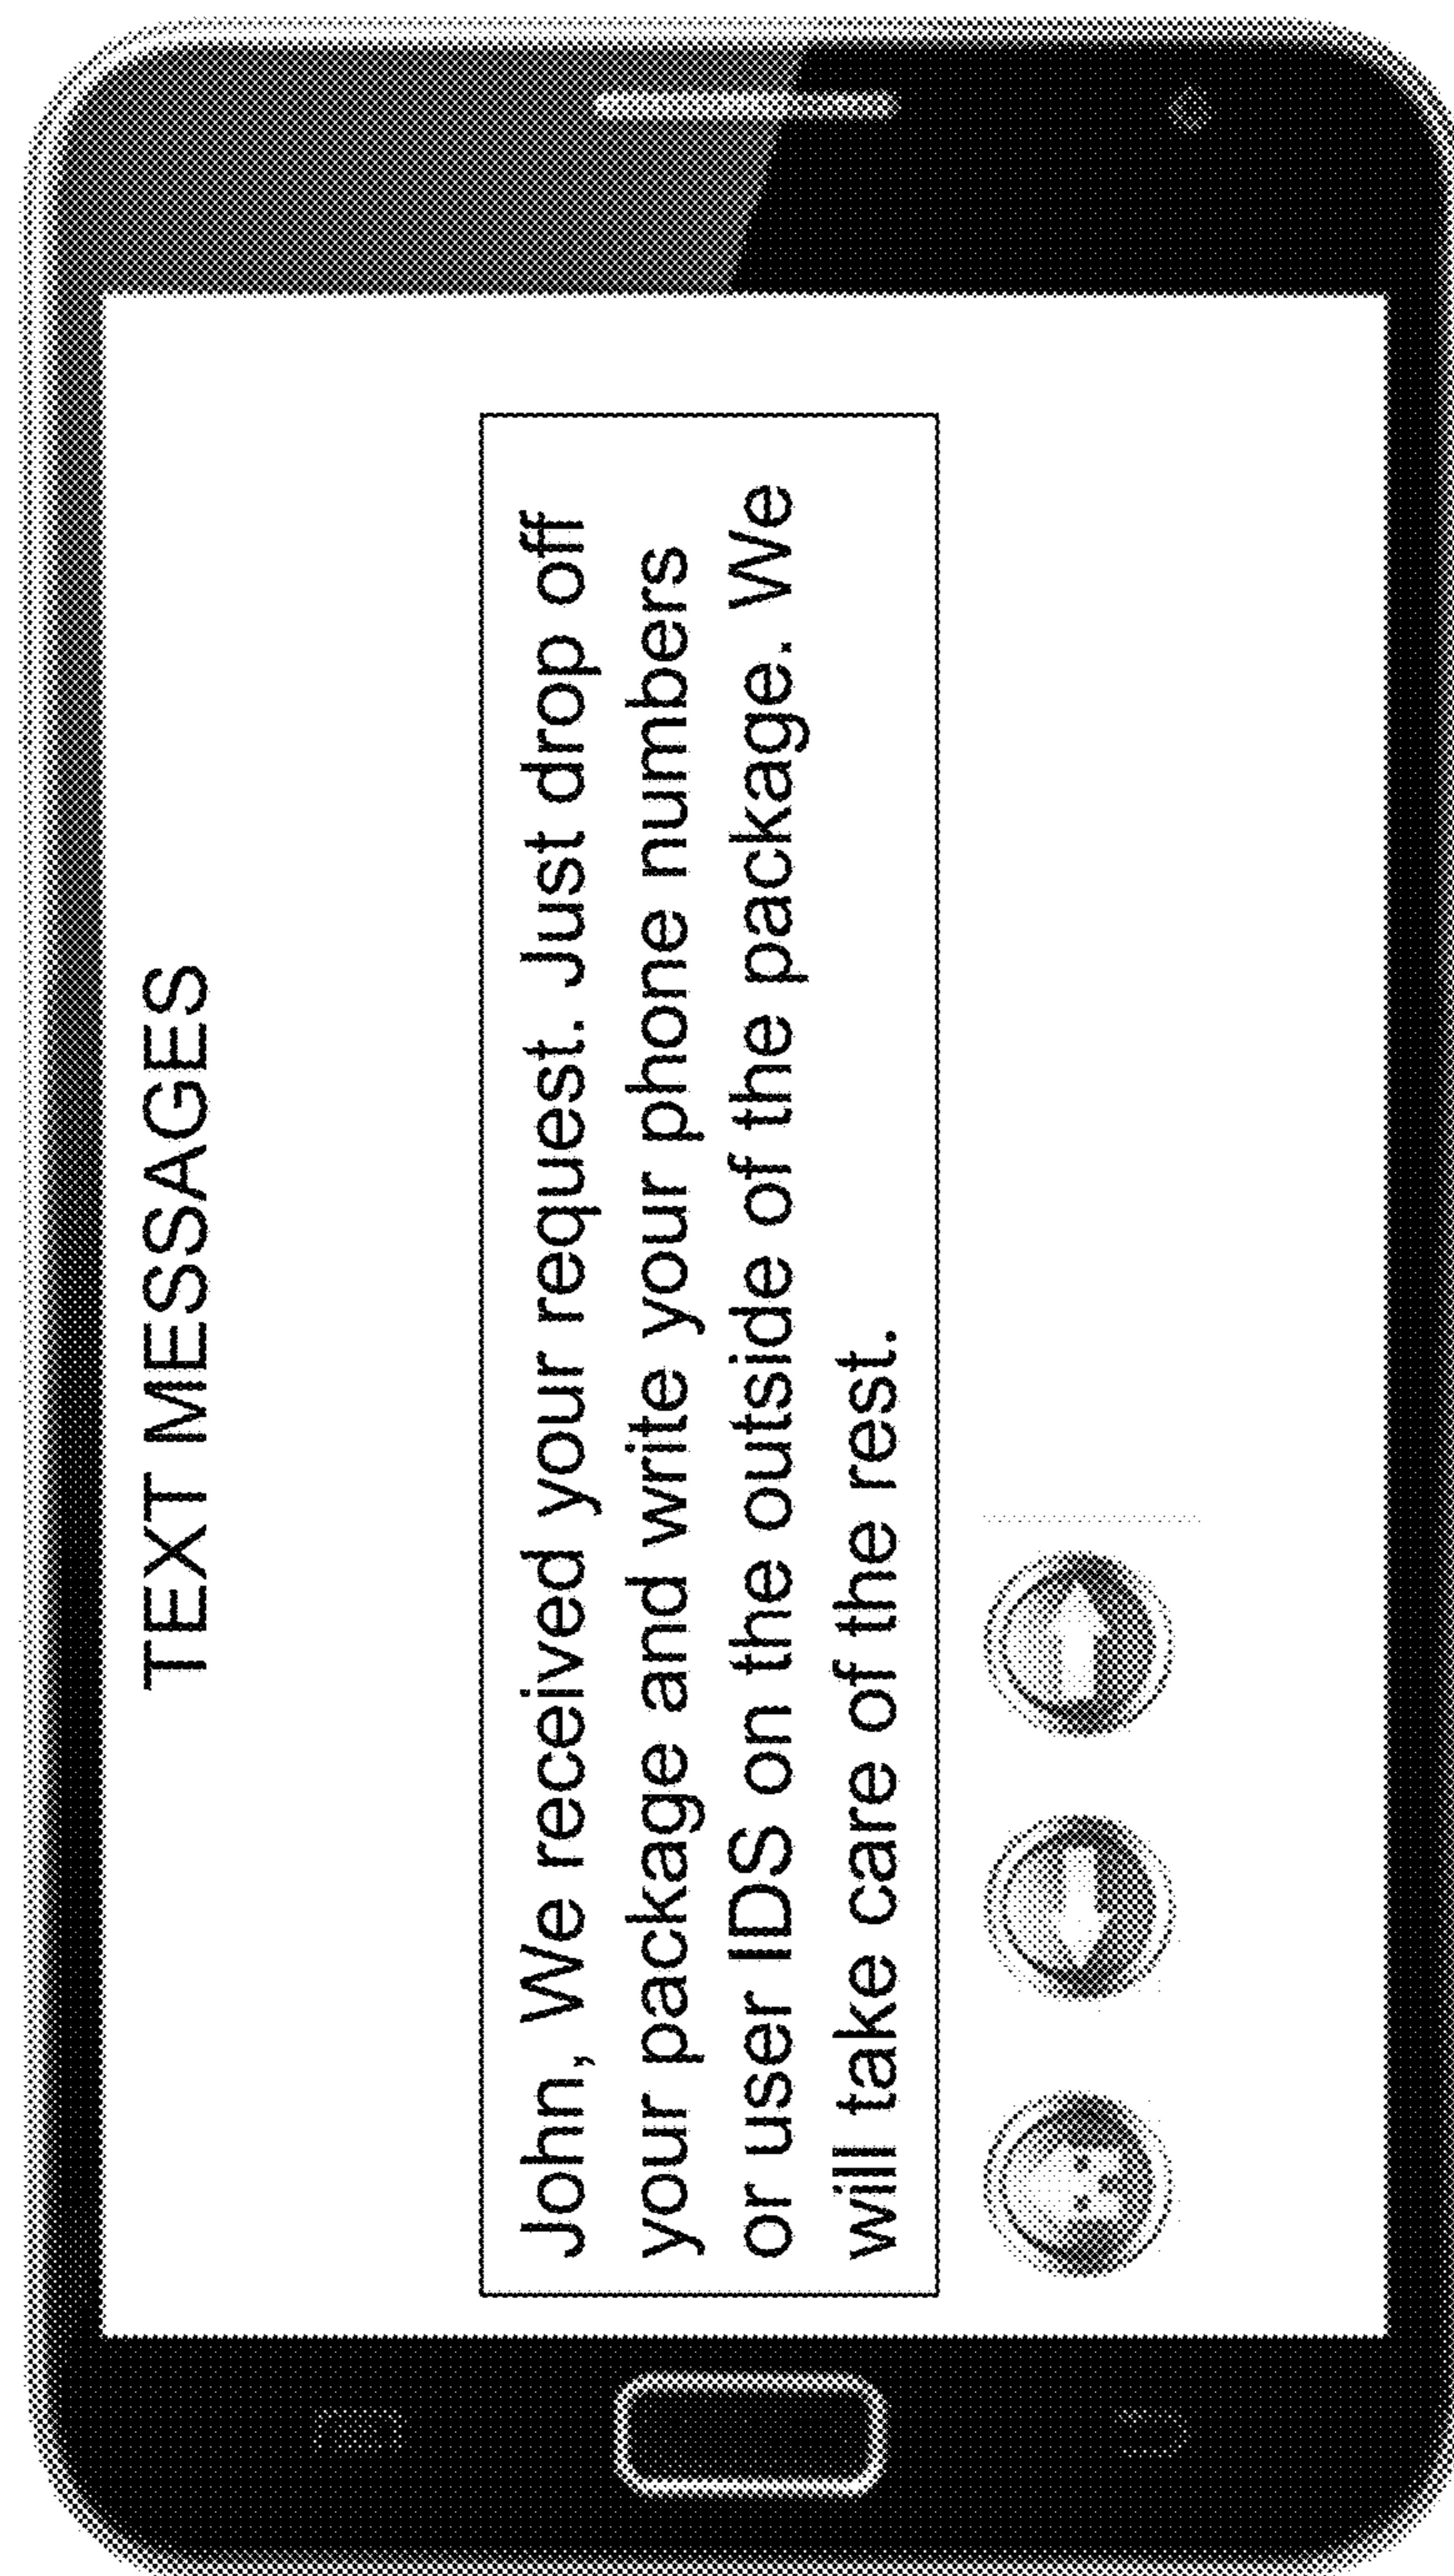 TEXT MESSAGES
John, We received your request. Just drop off
your package and write your phone numbers
or user IDS on the outside of the package. We
will take care of the rest.